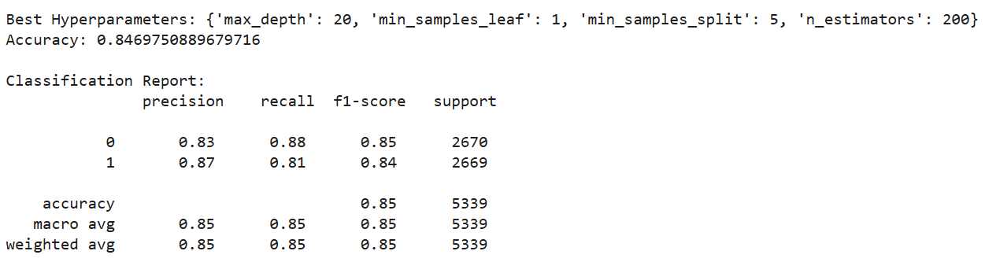 Best Hyperparameters: {'max_depth': 20, 'min_samples_leaf': 1, 'min_samples_split': 5, 'n_estimators': 200}
Accuracy: 0.8469750889679716
Classification Report:
precision recall f1-score support
0 0.83 0.88 0.85 2670
1 0.87 0.81 0.84 2669
accuracy 0.85 5339
macro avg 0.85 0.85 0.85 5339
weighted avg 0.85 0.85 0.85 5339